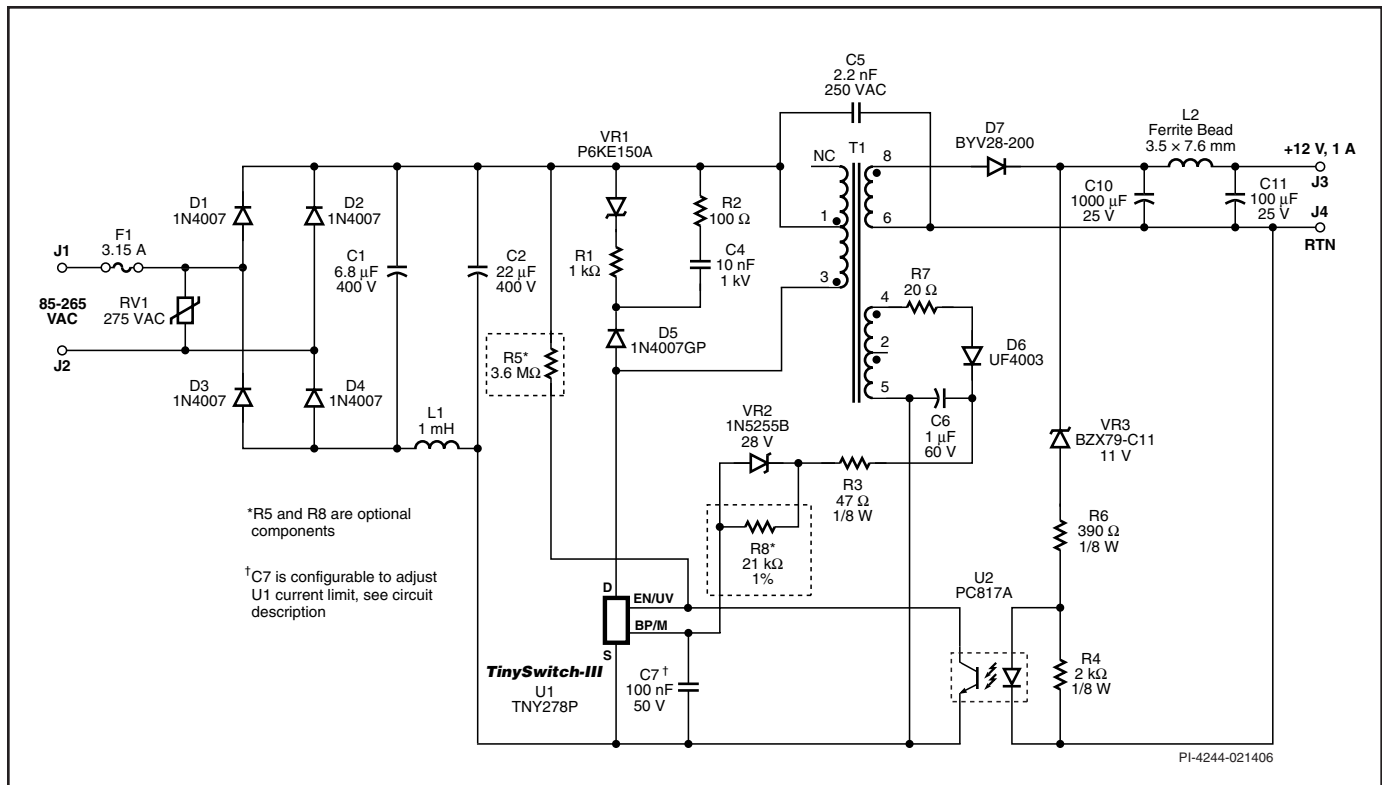 C5
2.2 nF
250 VAC
VR1
P6KE150A
D7
BYV28-200
L2
Ferrite Bead
3.5 × 7.6 mm
+12 V, 1 A
J3
J4
RTN
NC
T1
8
6
1
3
4
2
5
D1
1N4007
D2
1N4007
R2
100 Ω
C10
1000 µF
25 V
C11
100 µF
25 V
J1
F1
3.15 A
C1
6.8 µF
400 V
C2
22 µF
400 V
R1
1 kΩ
C4
10 nF
1 kV
85-265
VAC
RV1
275 VAC
J2
R7
20 Ω
D6
UF4003
R5*
3.6 MΩ
D5
1N4007GP
D3
1N4007
D4
1N4007
L1
1 mH
C6
1 µF
60 V
VR2
1N5255B
28 V
VR3
BZX79-C11
11 V
R3
47 Ω
1/8 W
R8*
21 kΩ
1%
R6
390 Ω
1/8 W
*R5 and R8 are optional
components
†C7 is configurable to adjust
U1 current limit, see circuit
description
D
EN/UV
BP/M
S
TinySwitch-III
U1
TNY278P
C7†
100 nF
50 V
U2
PC817A
R4
2 kΩ
1/8 W
PI-4244-021406